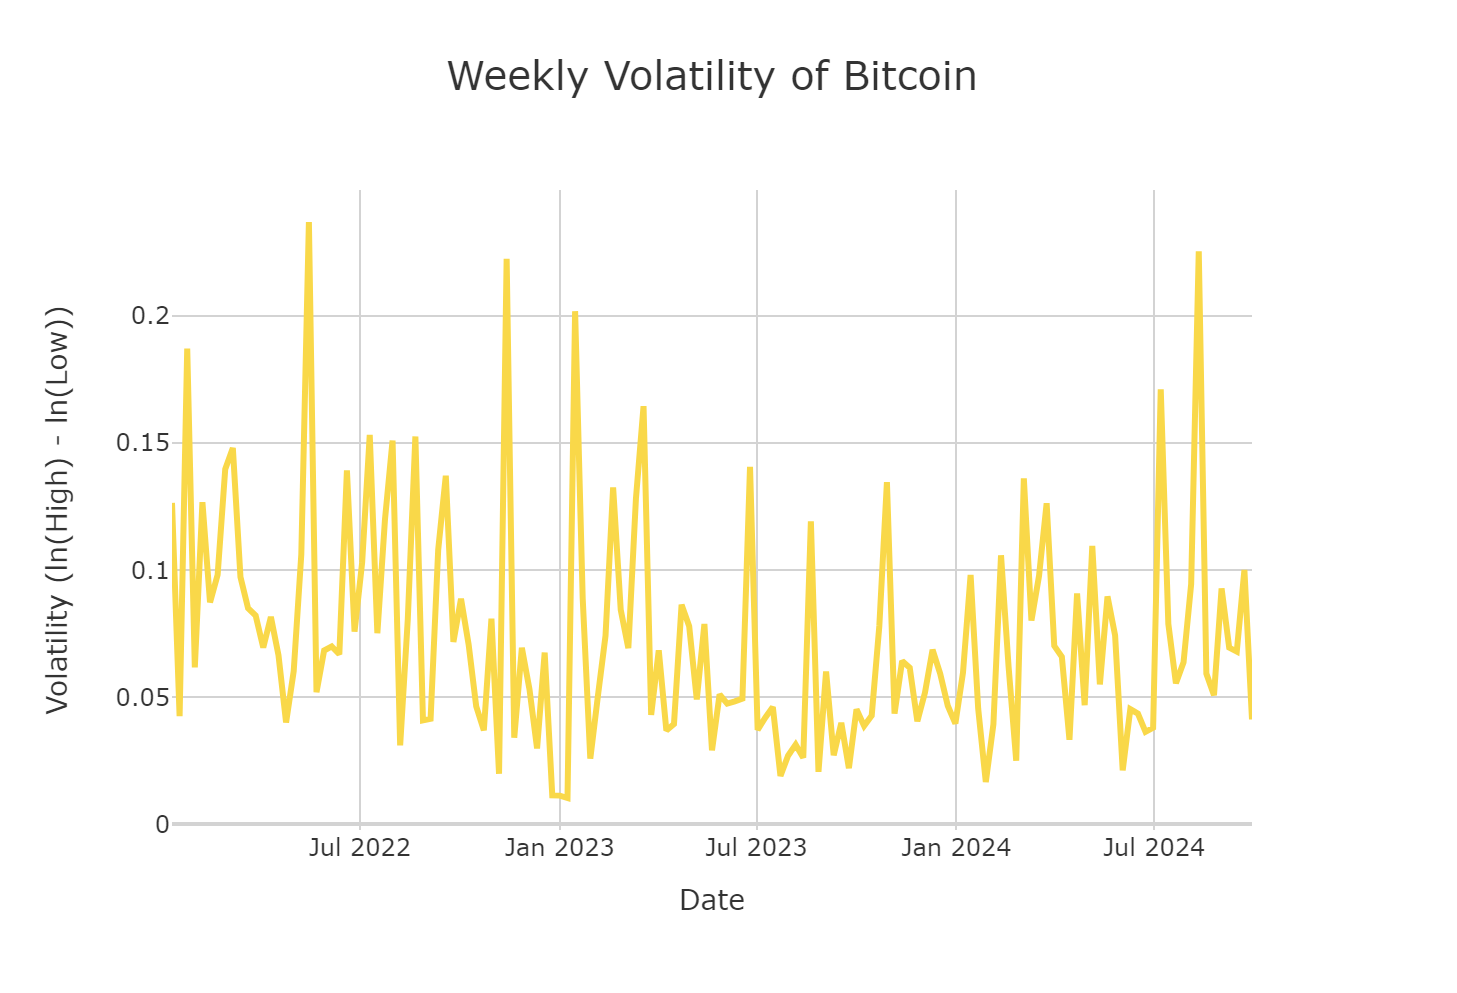 Weekly Volatility of Bitcoin
Volatility (ln(High) - ln(Low))
0.2
0.15
0.1
0.05
0
Jul 2022
Jan 2023
Jul 2023
Jan 2024
Jul 2024
Date